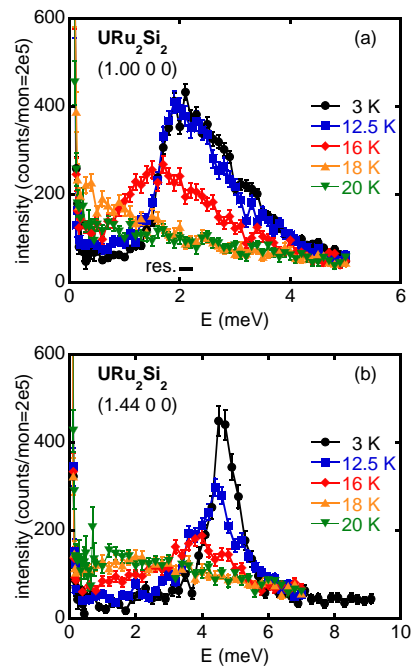 URu₂Si₂
(a)
(1.00 0 0)
3 K
12.5 K
16 K
18 K
20 K
res.
intensity (counts/mon=2e5)
600
400
200
0
0 2 4 6
E (meV)
URu₂Si₂
(b)
(1.44 0 0)
3 K
12.5 K
16 K
18 K
20 K
intensity (counts/mon=2e5)
600
400
200
0
0 2 4 6 8 10
E (meV)